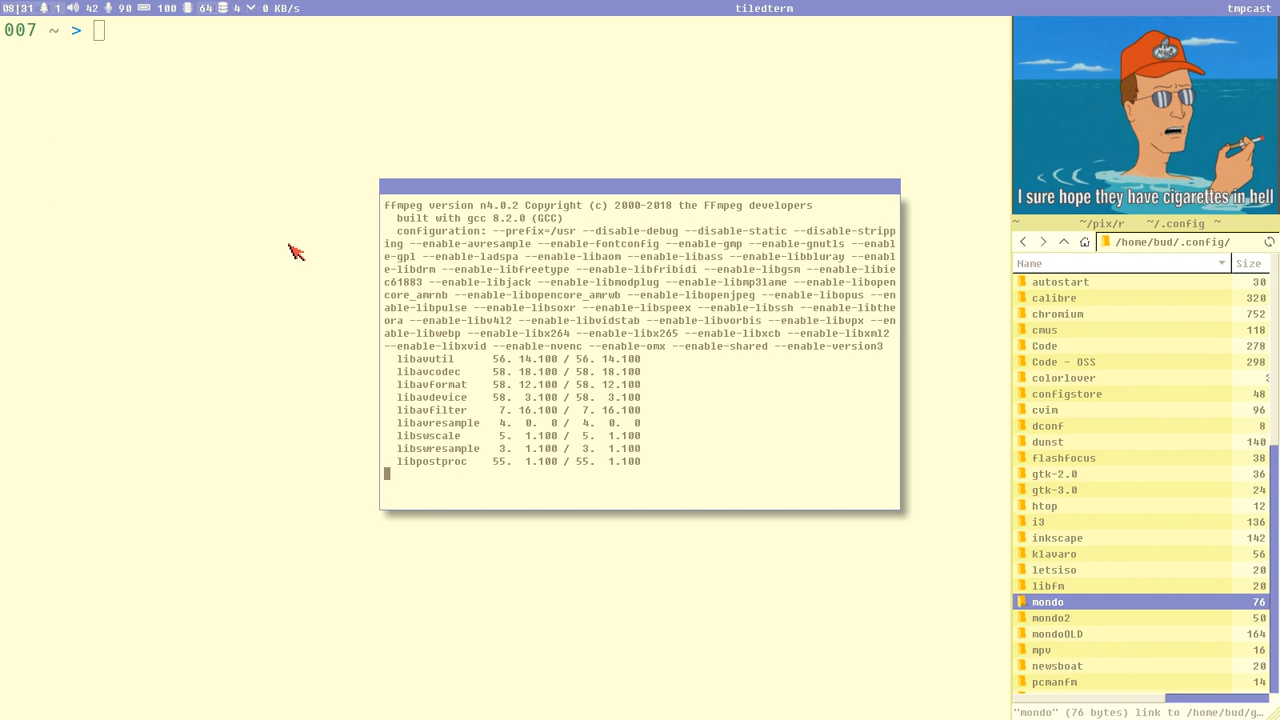 08|31 1 42 90 100 64 4 0 KB/s
tiledterm
tmpcast
007 ~ >
I sure hope they have cigarettes in hell
~ ~/pix/r ~/.config ~
/home/bud/.config/
Name Size
autostart 30
calibre 320
chromium 752
cmus 96
Code 278
Code - OSS 298
colorlover
configstore 48
cvim 96
dconf 8
dunst 140
flashfocus 38
gtk-2.0 36
gtk-3.0 24
htop 12
i3 136
inkscape 142
klavaro 56
letsiso 20
libfm 20
mondo 76
mondo2 50
mondoOLD 164
mpv 16
newsboat 20
pcmanfm 14
"mondo" (76 bytes) link to /home/bud/g…
ffmpeg version n4.0.2 Copyright (c) 2000-2018 the FFmpeg developers
built with gcc 8.2.0 (GCC)
configuration: --prefix=/usr --disable-debug --disable-static --disable-stripp
ing --enable-avresample --enable-fontconfig --enable-gmp --enable-gnutls --enabl
e-gpl --enable-ladspa --enable-libaom --enable-libass --enable-libbluray --enabl
e-libdrm --enable-libfreetype --enable-libfribidi --enable-libgsm --enable-libie
c61883 --enable-libjack --enable-libmodplug --enable-libmp3lame --enable-libopen
core_amrnb --enable-libopencore_amrwb --enable-libopenjpeg --enable-libopus --en
able-libpulse --enable-libsoxr --enable-libspeex --enable-libssh --enable-libthe
ora --enable-libv4l2 --enable-libvidstab --enable-libvorbis --enable-libvpx --en
able-libwebp --enable-libx264 --enable-libx265 --enable-libxcb --enable-libxml2
--enable-libxvid --enable-nvenc --enable-omx --enable-shared --enable-version3
libavutil 56. 14.100 / 56. 14.100
libavcodec 58. 18.100 / 58. 18.100
libavformat 58. 12.100 / 58. 12.100
libavdevice 58. 3.100 / 58. 3.100
libavfilter 7. 16.100 / 7. 16.100
libavresample 4. 0. 0 / 4. 0. 0
libswscale 5. 1.100 / 5. 1.100
libswresample 3. 1.100 / 3. 1.100
libpostproc 55. 1.100 / 55. 1.100